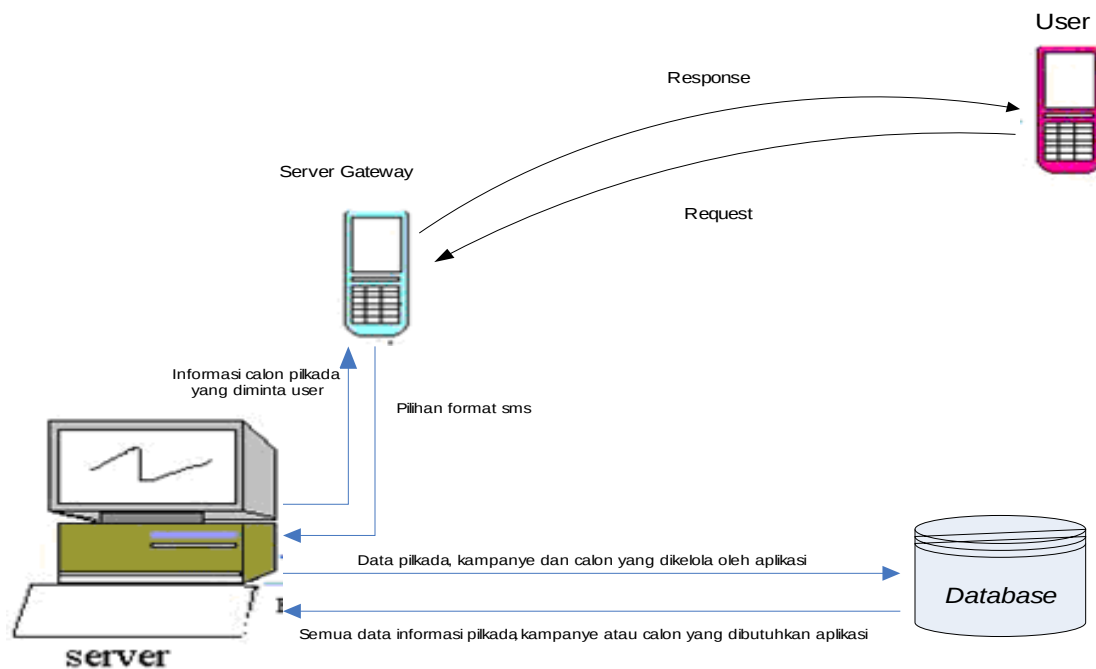 User
Response
Server Gateway
Request
Informasi calon pilkada
yang diminta user
Pilihan format sms
Data pilkada, kampanye dan calon yang dikelola oleh aplikasi
Database
Semua data informasi pilkada,kampanye atau calon yang dibutuhkan aplikasi
server